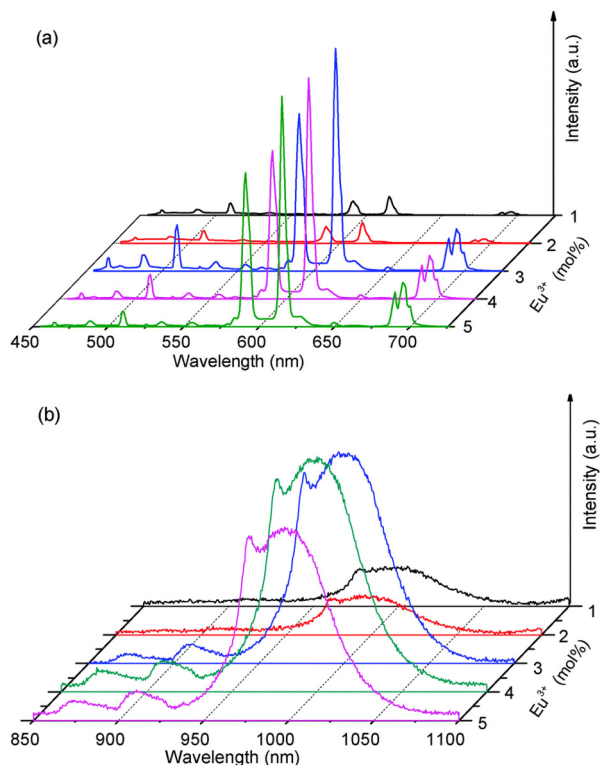 (a)
Intensity (a.u.)
1
2
3
4
5
Eu³⁺ (mol%)
450 500 550 600 650 700
Wavelength (nm)
(b)
Intensity (a.u.)
1
2
3
4
5
Eu³⁺ (mol%)
850 900 950 1000 1050 1100
Wavelength (nm)